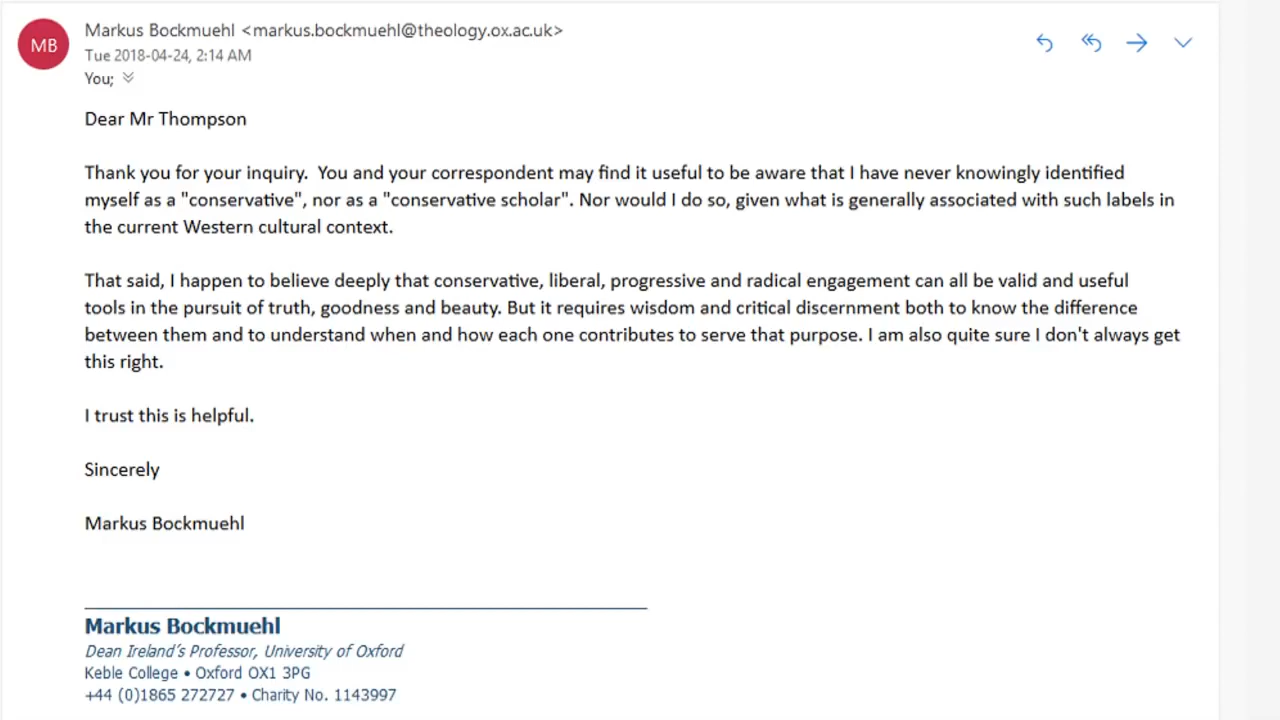 MB
Markus Bockmuehl <markus.bockmuehl@theology.ox.ac.uk>
Tue 2018-04-24, 2:14 AM
You;
Dear Mr Thompson
Thank you for your inquiry.  You and your correspondent may find it useful to be aware that I have never knowingly identified
myself as a "conservative", nor as a "conservative scholar". Nor would I do so, given what is generally associated with such labels in
the current Western cultural context.
That said, I happen to believe deeply that conservative, liberal, progressive and radical engagement can all be valid and useful
tools in the pursuit of truth, goodness and beauty. But it requires wisdom and critical discernment both to know the difference
between them and to understand when and how each one contributes to serve that purpose. I am also quite sure I don't always get
this right.
I trust this is helpful.
Sincerely
Markus Bockmuehl
Markus Bockmuehl
Dean Ireland's Professor, University of Oxford
Keble College • Oxford OX1 3PG
+44 (0)1865 272727 • Charity No. 1143997